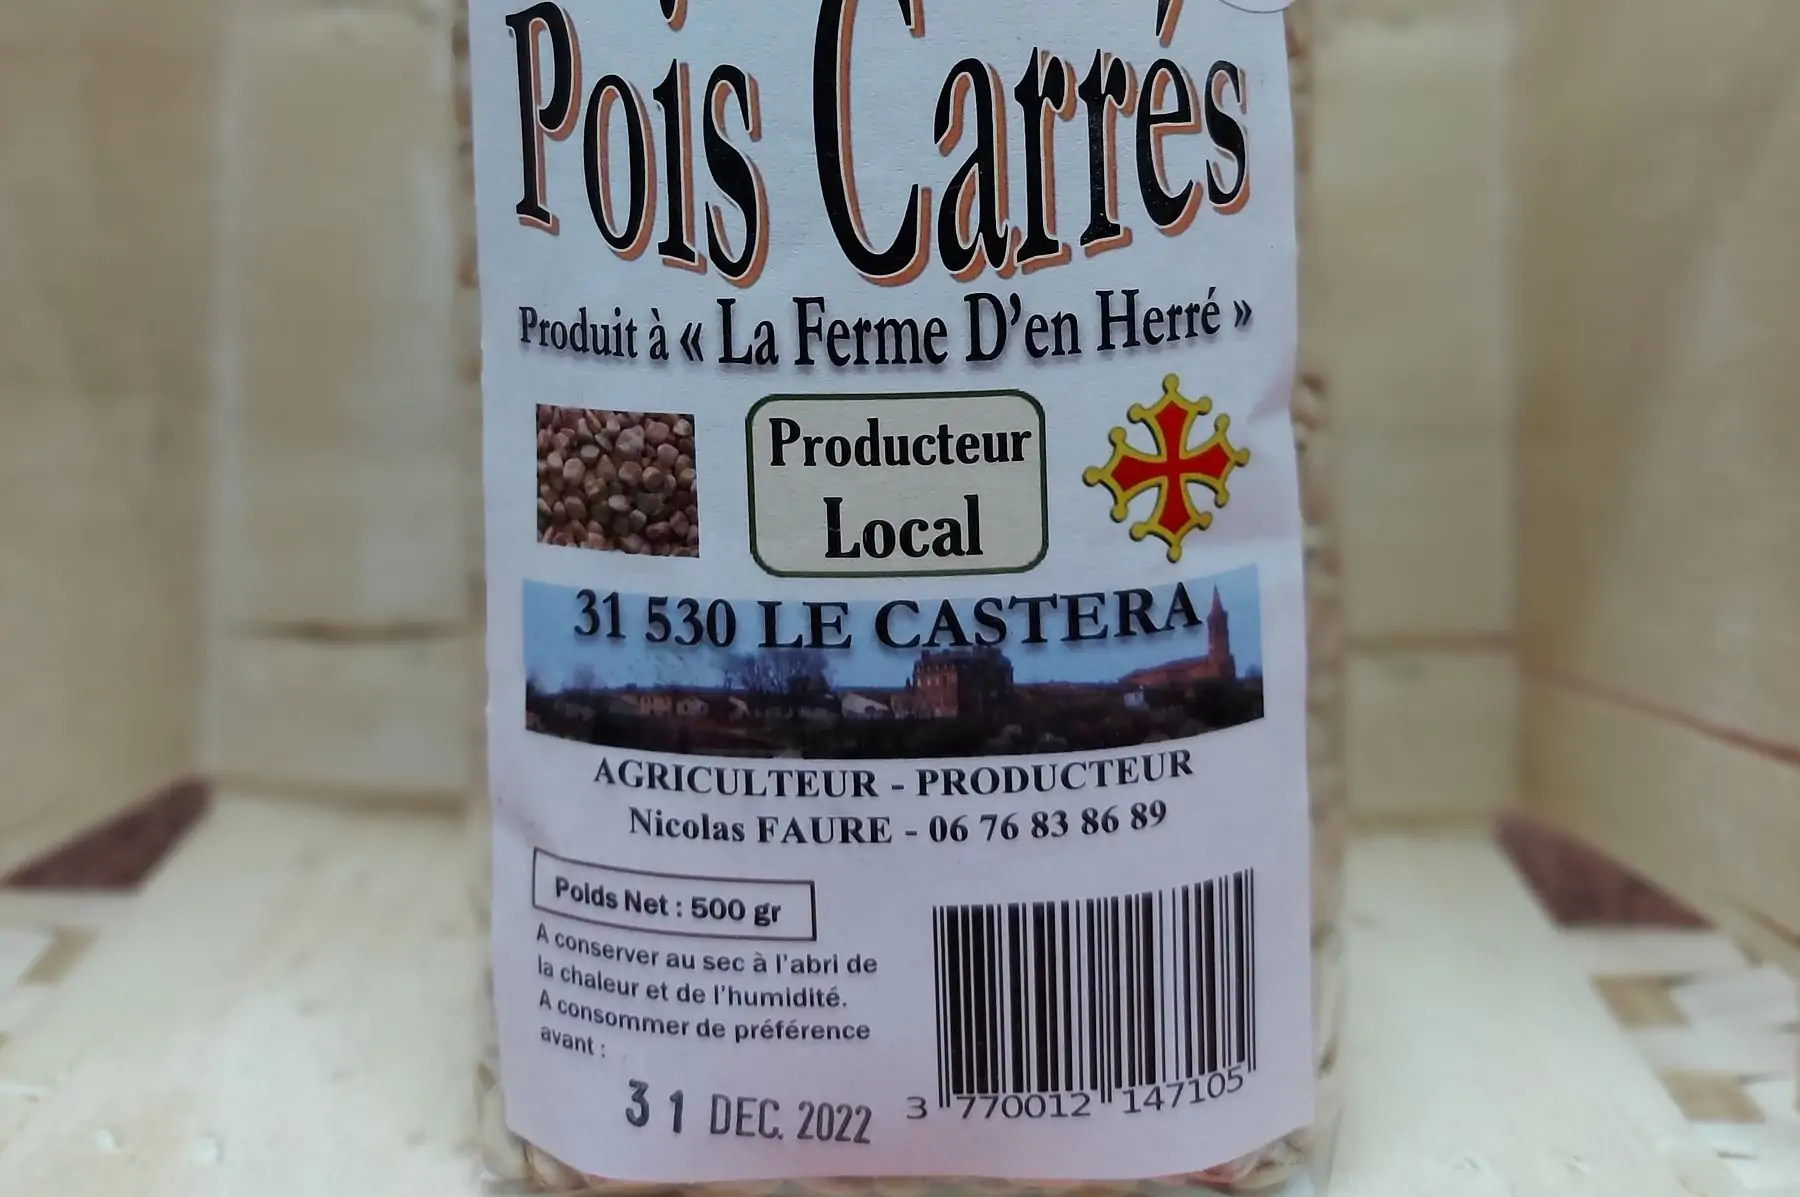 Pois Carrés
Produit à « La Ferme D'en Herré »
Producteur
Local
31 530 LE CASTERA
AGRICULTEUR - PRODUCTEUR
Nicolas FAURE - 06 76 83 86 89
Poids Net : 500 gr
A conserver au sec à l'abri de
la chaleur et de l'humidité.
A consommer de préférence
avant :
31 DEC. 2022
3 770012 147105